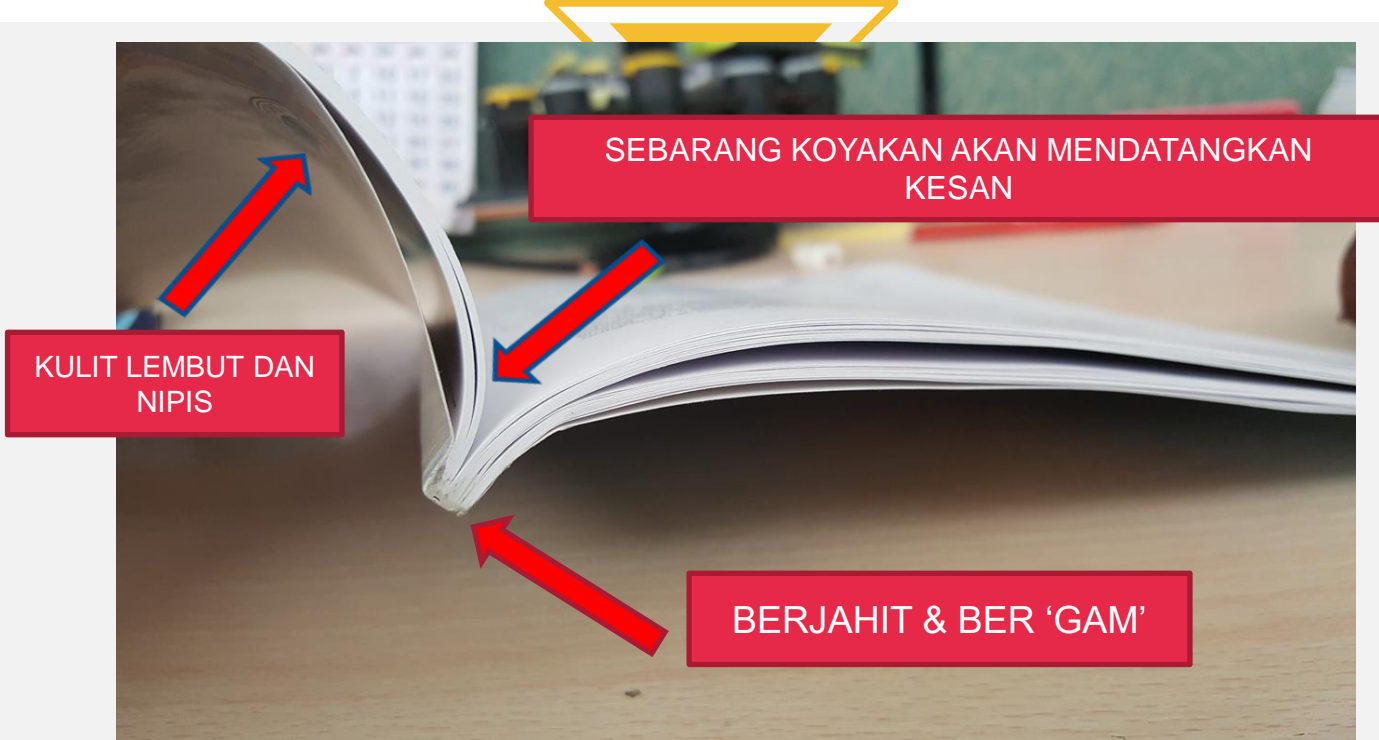 SEBARANG KOYAKAN AKAN MENDATANGKAN
KESAN
KULIT LEMBUT DAN
NIPIS
BERJAHIT & BER ‘GAM’